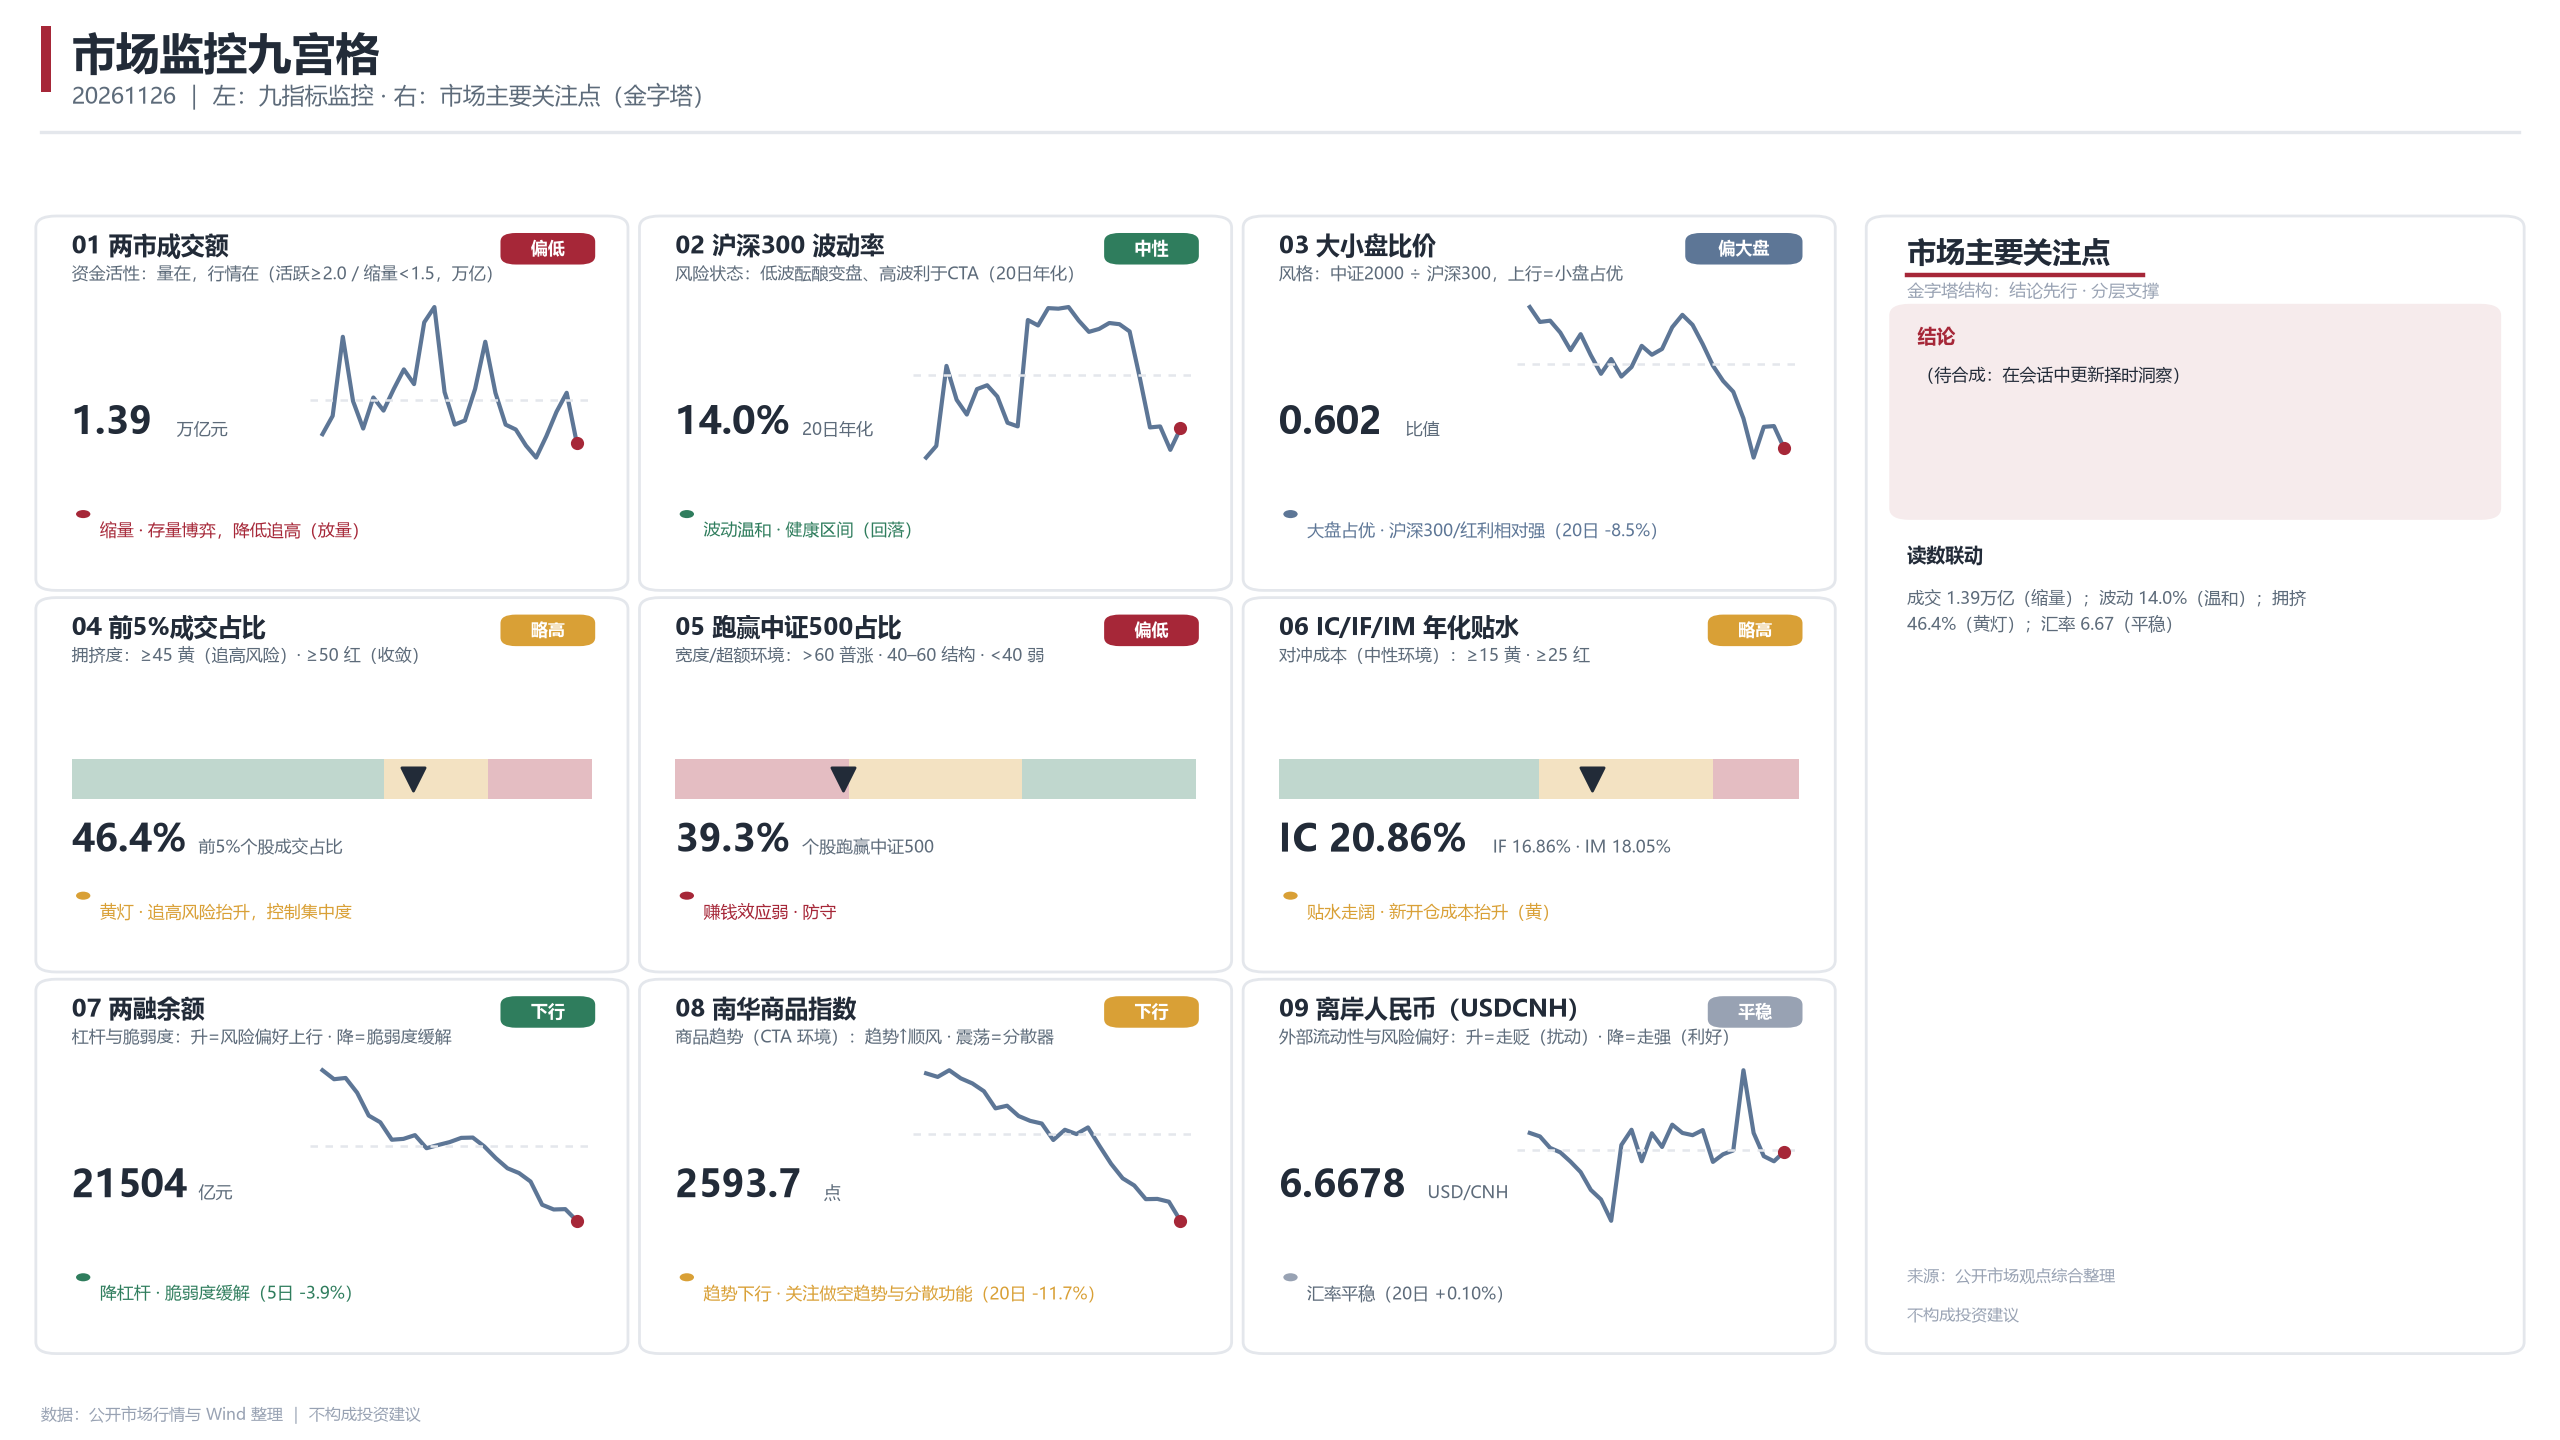 市场监控九宫格
20261126 ｜ 左：九指标监控 · 右：市场主要关注点（金字塔）
01 两市成交额
偏低
资金活性：量在，行情在（活跃≥2.0 / 缩量<1.5，万亿）
1.39 万亿元
缩量 · 存量博弈，降低追高（放量）
02 沪深300 波动率
中性
风险状态：低波酝酿变盘、高波利于CTA（20日年化）
14.0% 20日年化
波动温和 · 健康区间（回落）
03 大小盘比价
偏大盘
风格：中证2000 ÷ 沪深300，上行=小盘占优
0.602 比值
大盘占优 · 沪深300/红利相对强（20日 -8.5%）
04 前5%成交占比
略高
拥挤度：≥45 黄（追高风险）· ≥50 红（收敛）
46.4% 前5%个股成交占比
黄灯 · 追高风险抬升，控制集中度
05 跑赢中证500占比
偏低
宽度/超额环境：>60 普涨 · 40–60 结构 · <40 弱
39.3% 个股跑赢中证500
赚钱效应弱 · 防守
06 IC/IF/IM 年化贴水
略高
对冲成本（中性环境）：≥15 黄 · ≥25 红
IC 20.86% IF 16.86% · IM 18.05%
贴水走阔 · 新开仓成本抬升（黄）
07 两融余额
下行
杠杆与脆弱度：升=风险偏好上行 · 降=脆弱度缓解
21504 亿元
降杠杆 · 脆弱度缓解（5日 -3.9%）
08 南华商品指数
下行
商品趋势（CTA 环境）：趋势↑顺风 · 震荡=分散器
2593.7 点
趋势下行 · 关注做空趋势与分散功能（20日 -11.7%）
09 离岸人民币（USDCNH）
平稳
外部流动性与风险偏好：升=走贬（扰动）· 降=走强（利好）
6.6678 USD/CNH
汇率平稳（20日 +0.10%）
市场主要关注点
金字塔结构：结论先行 · 分层支撑
结论
（待合成：在会话中更新择时洞察）
读数联动
成交 1.39万亿（缩量）；波动 14.0%（温和）；拥挤
46.4%（黄灯）；汇率 6.67（平稳）
来源：公开市场观点综合整理
不构成投资建议
数据：公开市场行情与 Wind 整理 ｜ 不构成投资建议